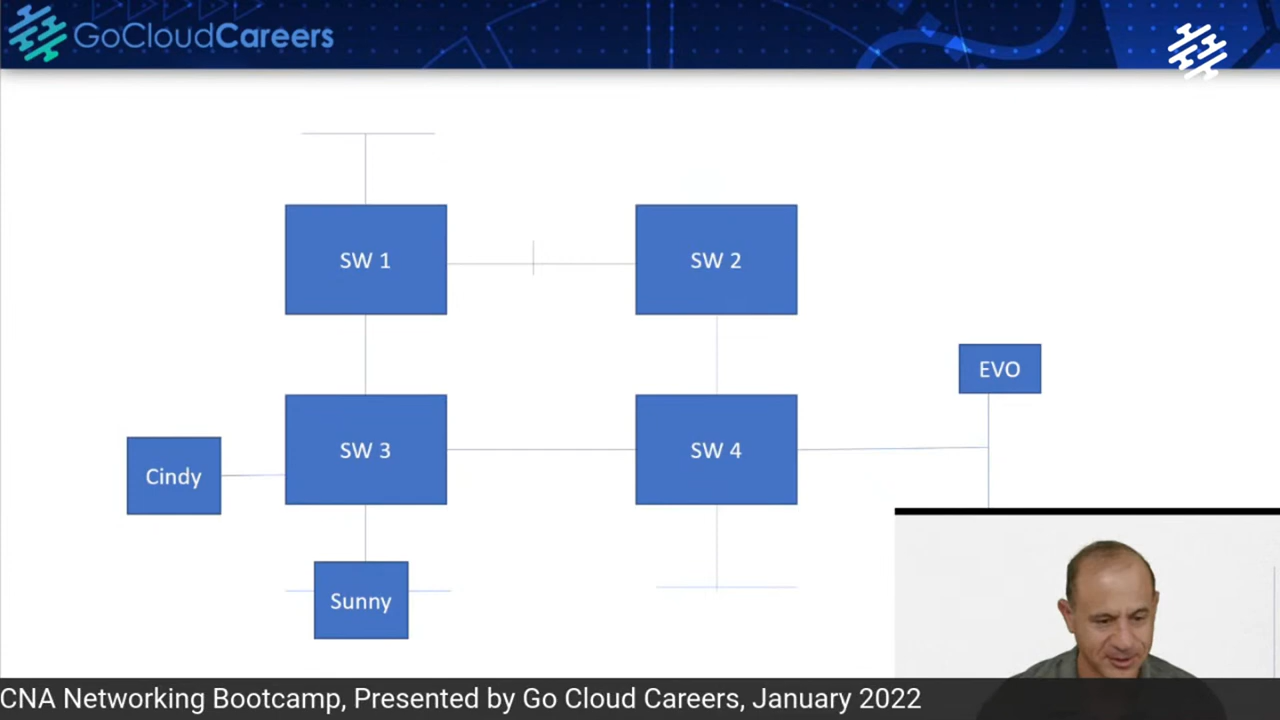 GoCloudCareers
SW 1
SW 2
EVO
SW 3
SW 4
Cindy
Sunny
CNA Networking Bootcamp, Presented by Go Cloud Careers, January 2022